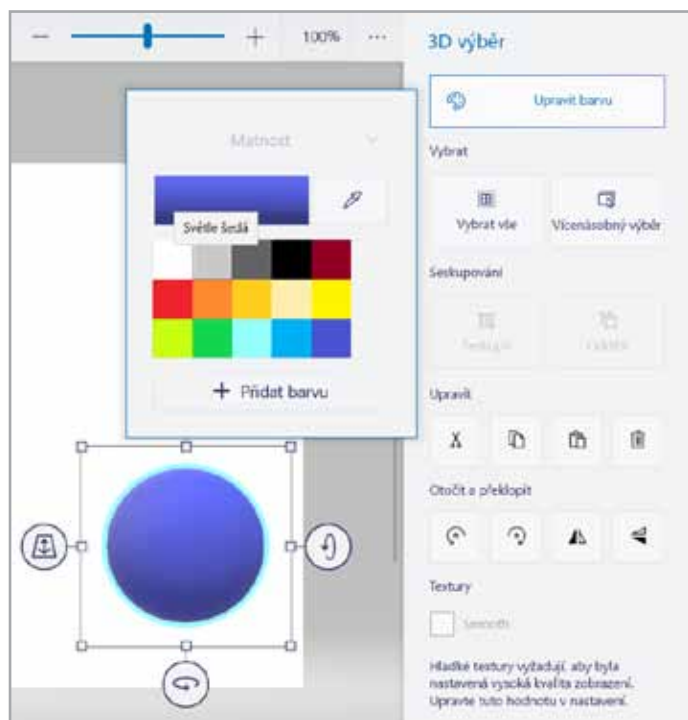 100%
3D výběr
Upravit barvu
Matnost
Vybrat
Světle šedá
Vybrat vše
Vícenásobný výběr
Seskupování
Přidat barvu
Upravit
Otočit a překlopit
Textury
Smooth
Hladké textury vyžadují, aby byla
nastavená vysoká kvalita zobrazení.
Upravte tuto hodnotu v nastavení.